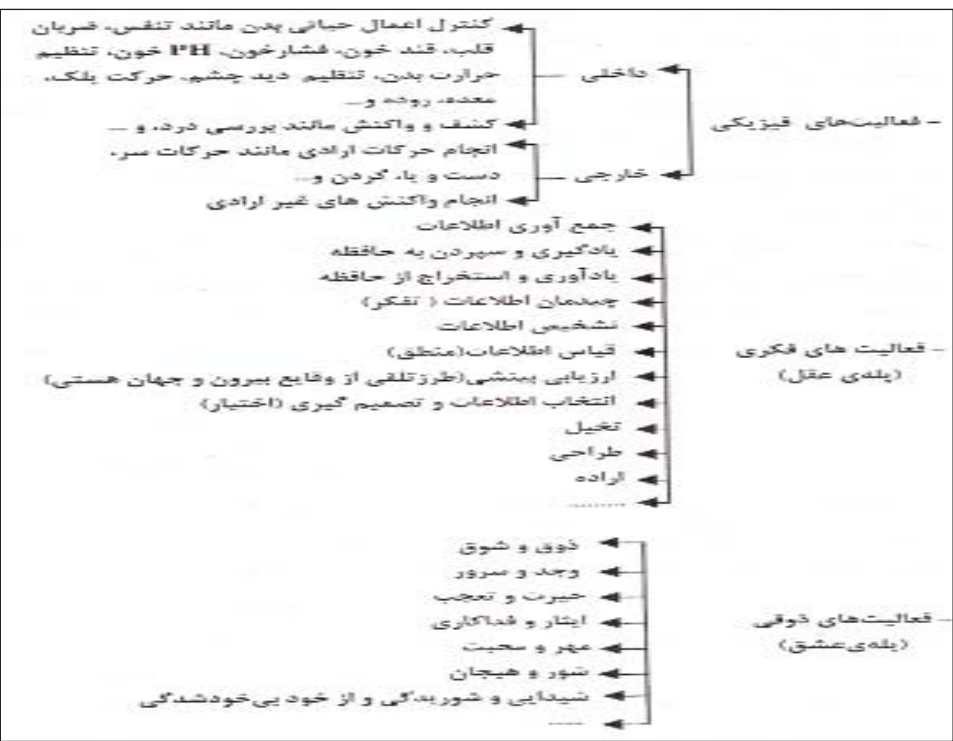 کنترل اعمال حیاتی بدن مانند تنفس، ضربان
قلب، قند خون، فشارخون، PH خون، تنظیم
حرارت بدن، تنظیم دید چشم، حرکت پلک،
معده، روده و...
کشف و واکنش مانند بررسی درد، و ...
داخلی
- فعالیت‌های فیزیکی
انجام حرکات ارادی مانند حرکات سر،
دست و پا، گردن و...
خارجی
انجام واکنش های غیر ارادی
جمع آوری اطلاعات
یادگیری و سپردن به حافظه
یادآوری و استخراج از حافظه
چیدمان اطلاعات ( تفکر)
تشخیص اطلاعات
- فعالیت های فکری
(پله‌ی عقل)
قیاس اطلاعات(منطق)
ارزیابی بینشی(طرزتلقی از وقایع بیرون و جهان هستی)
انتخاب اطلاعات و تصمیم گیری (اختیار)
تخیل
طراحی
اراده
.........
ذوق و شوق
وجد و سرور
حیرت و تعجب
- فعالیت‌های ذوقی
(پله‌ی‌عشق)
ایثار و فداکاری
مهر و محبت
شور و هیجان
شیدایی و شوریدگی و از خود بی‌خودشدگی
.....